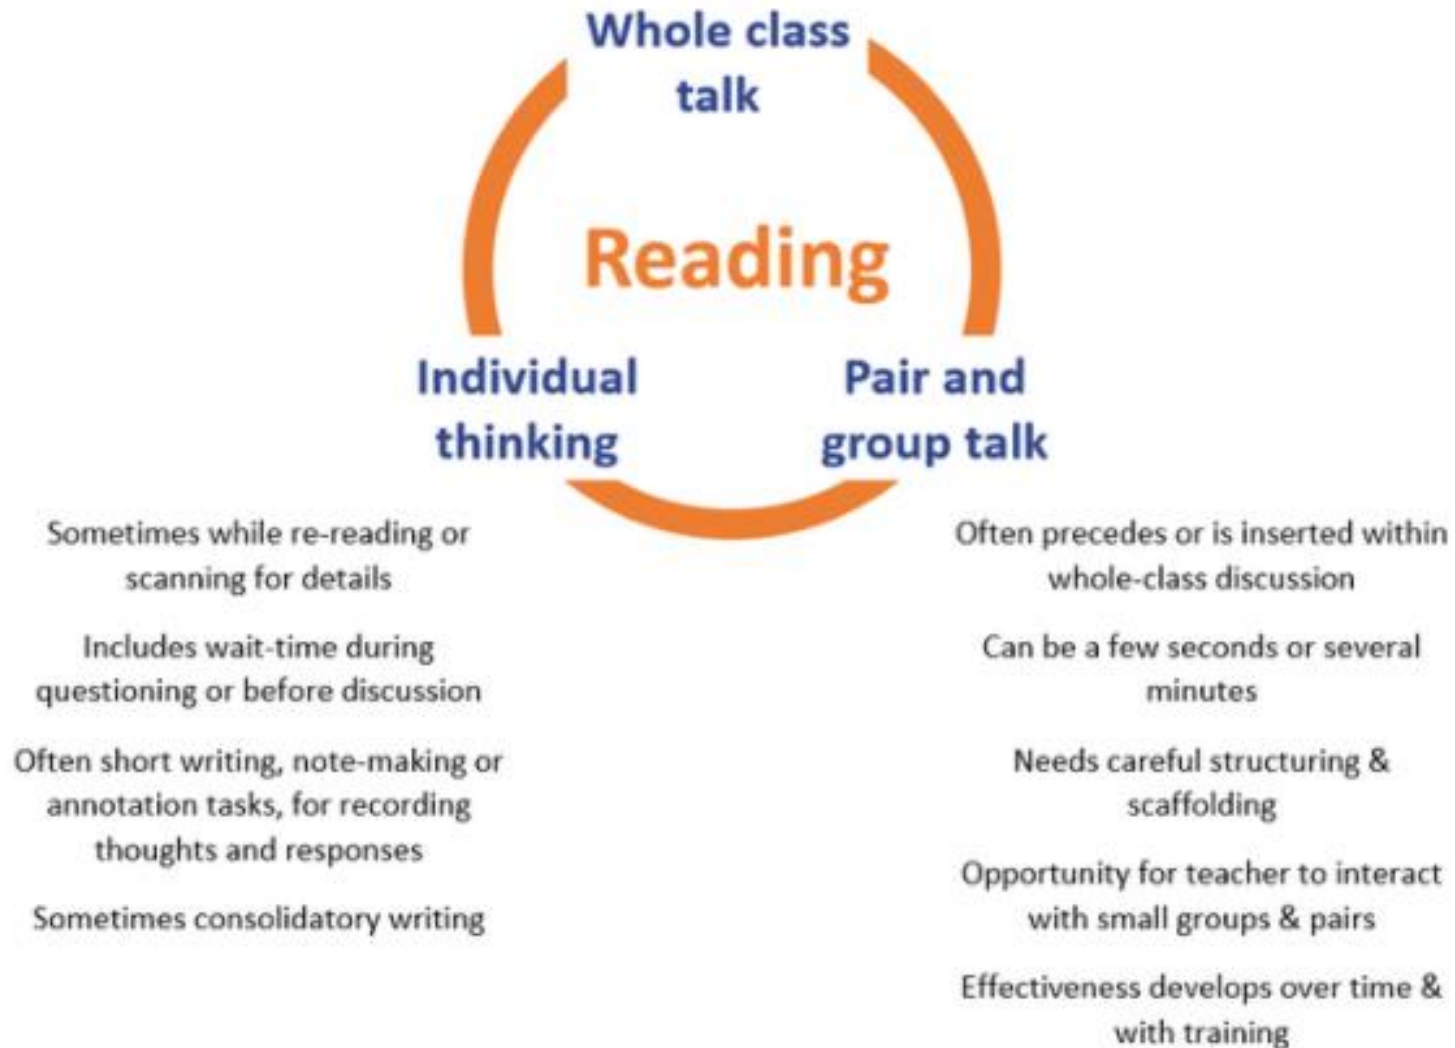 Whole class
talk
Reading
Individual
thinking
Pair and
group talk
Sometimes while re-reading or
scanning for details
Includes wait-time during
questioning or before discussion
Often short writing, note-making or
annotation tasks, for recording
thoughts and responses
Sometimes consolidatory writing
Often precedes or is inserted within
whole-class discussion
Can be a few seconds or several
minutes
Needs careful structuring &
scaffolding
Opportunity for teacher to interact
with small groups & pairs
Effectiveness develops over time &
with training